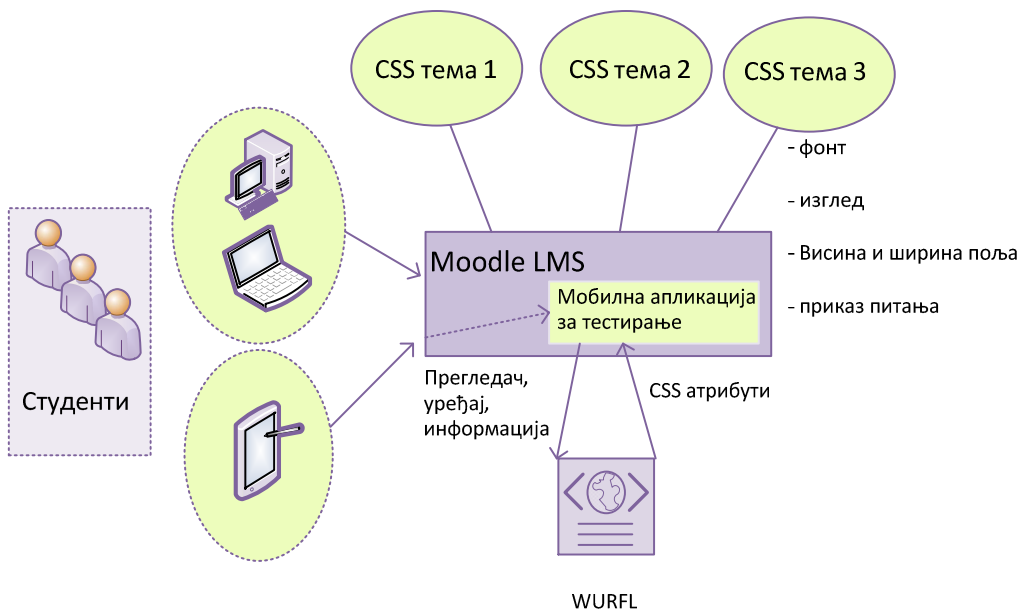 CSS тема 1
CSS тема 2
CSS тема 3
- фонт
- изглед
- Висина и ширина поља
- приказ питања
Moodle LMS
Мобилна апликација
за тестирање
Студенти
Прегледач,
уређај,
информација
CSS атрибути
WURFL